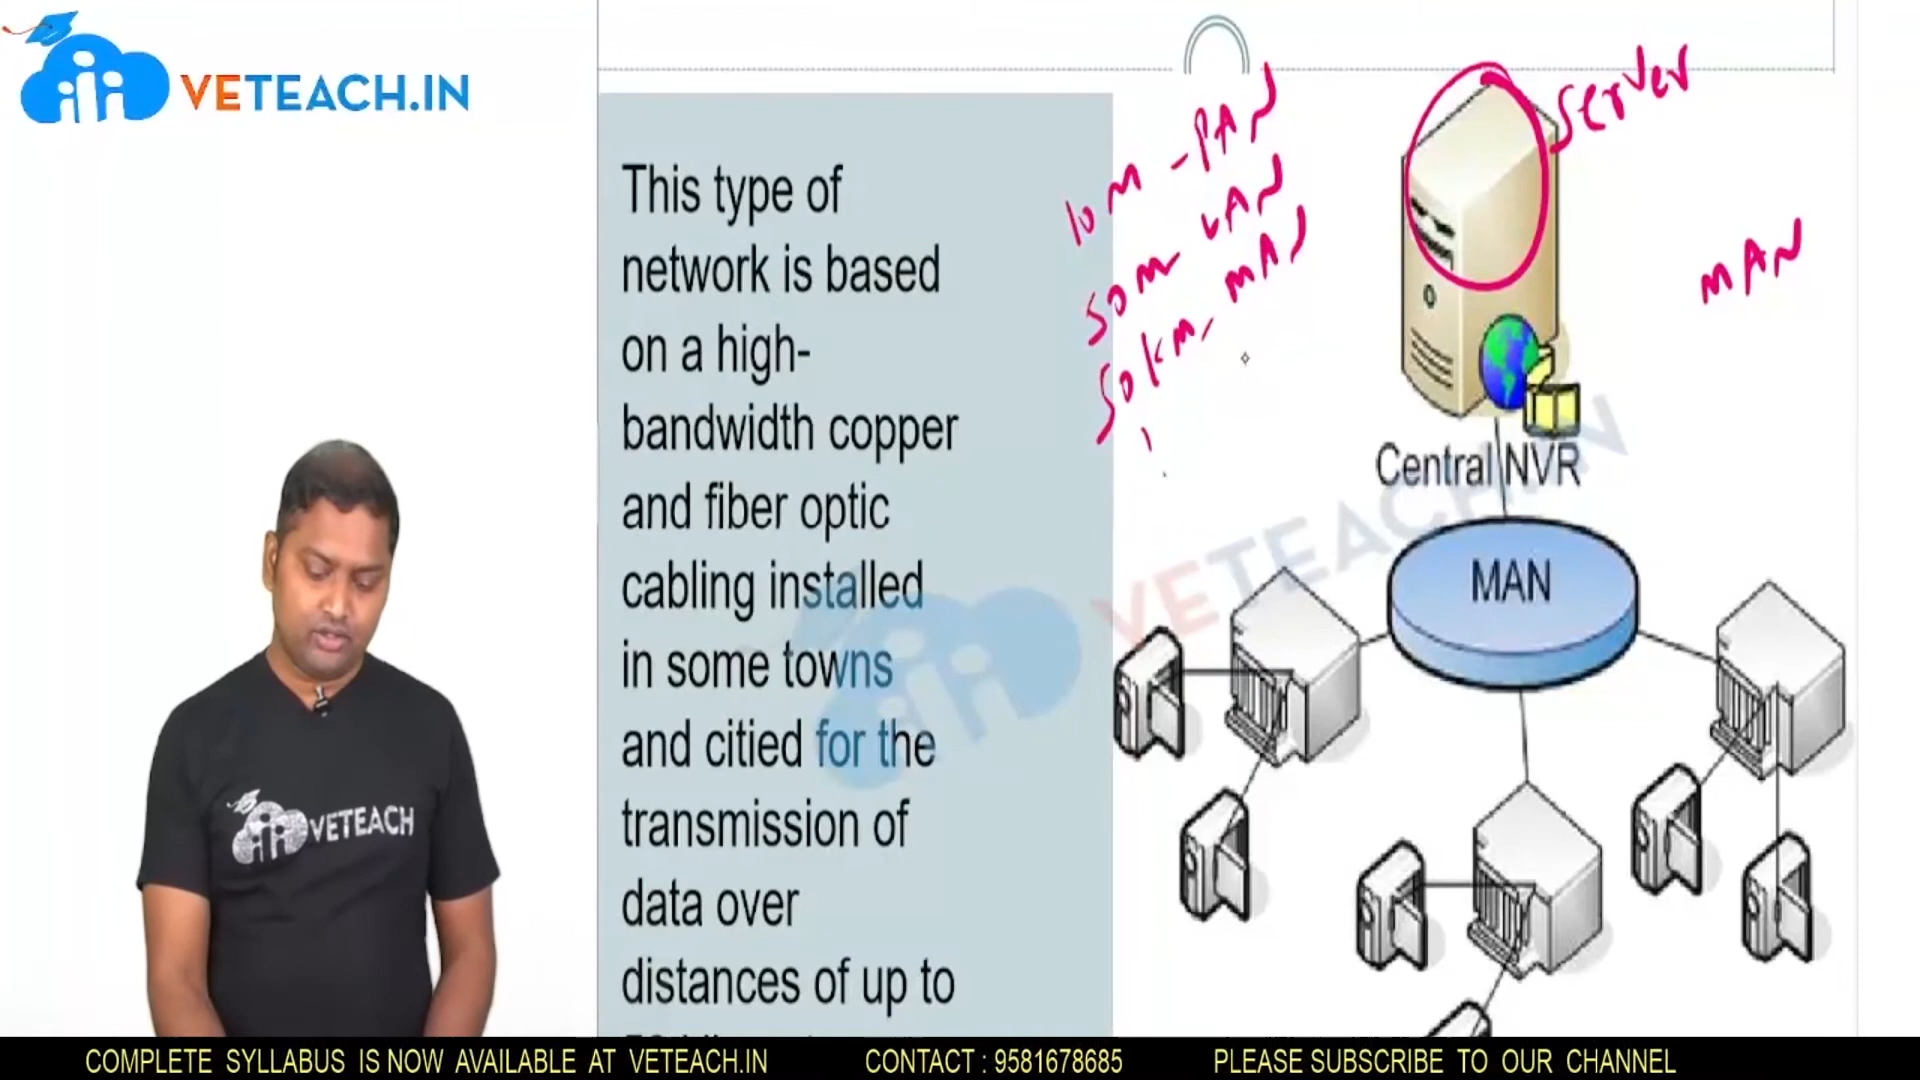 VETEACH.IN
This type of
network is based
on a high-
bandwidth copper
and fiber optic
cabling installed
in some towns
and citied for the
transmission of
data over
distances of up to
10m - PAN
50m LAN
50km, MAN
Server
MAN
Central NVR
MAN
VETEACH.IN
VETEACH
COMPLETE SYLLABUS IS NOW AVAILABLE AT VETEACH.IN CONTACT : 9581678685 PLEASE SUBSCRIBE TO OUR CHANNEL